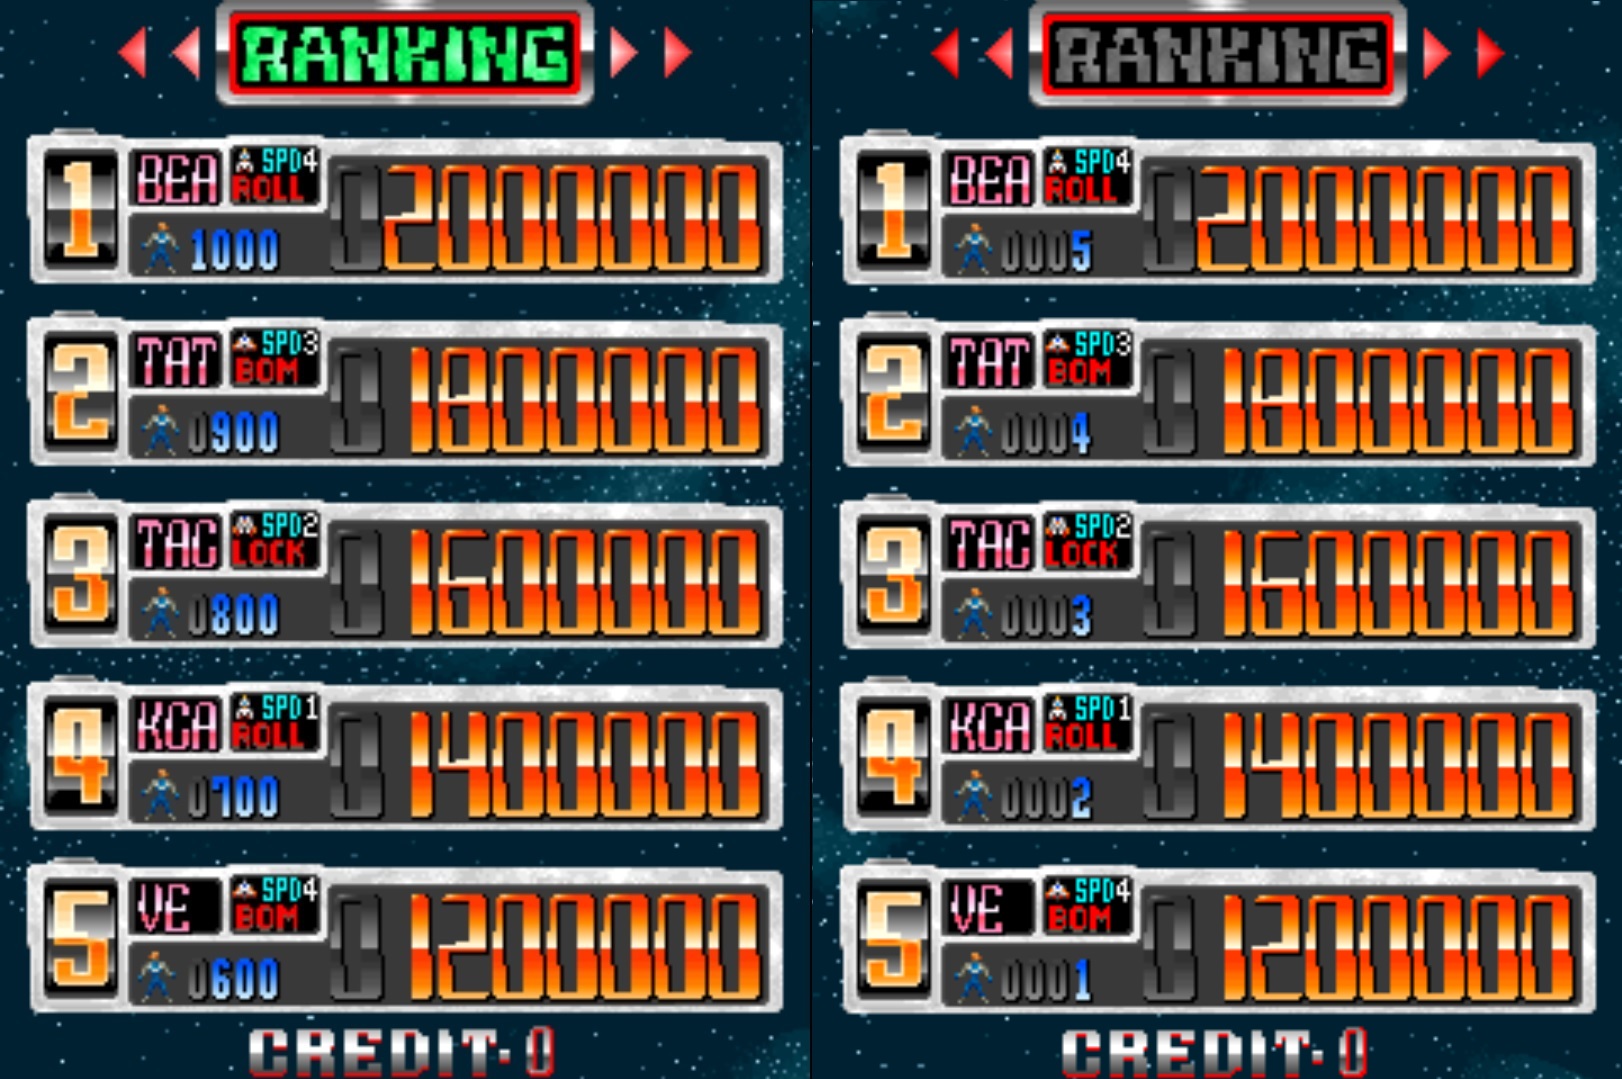 RANKING
1 BEA SPD4
ROLL
1000
02000000
2 TAT SPD3
BOM
0900
01800000
3 TAC SPD2
LOCK
0800
01600000
4 KCA SPD1
ROLL
0700
01400000
5 VE SPD4
BOM
0600
01200000
CREDIT・0
RANKING
1 BEA SPD4
ROLL
0005
02000000
2 TAT SPD3
BOM
0004
01800000
3 TAC SPD2
LOCK
0003
01600000
4 KCA SPD1
ROLL
0002
01400000
5 VE SPD4
BOM
0001
01200000
CREDIT・0